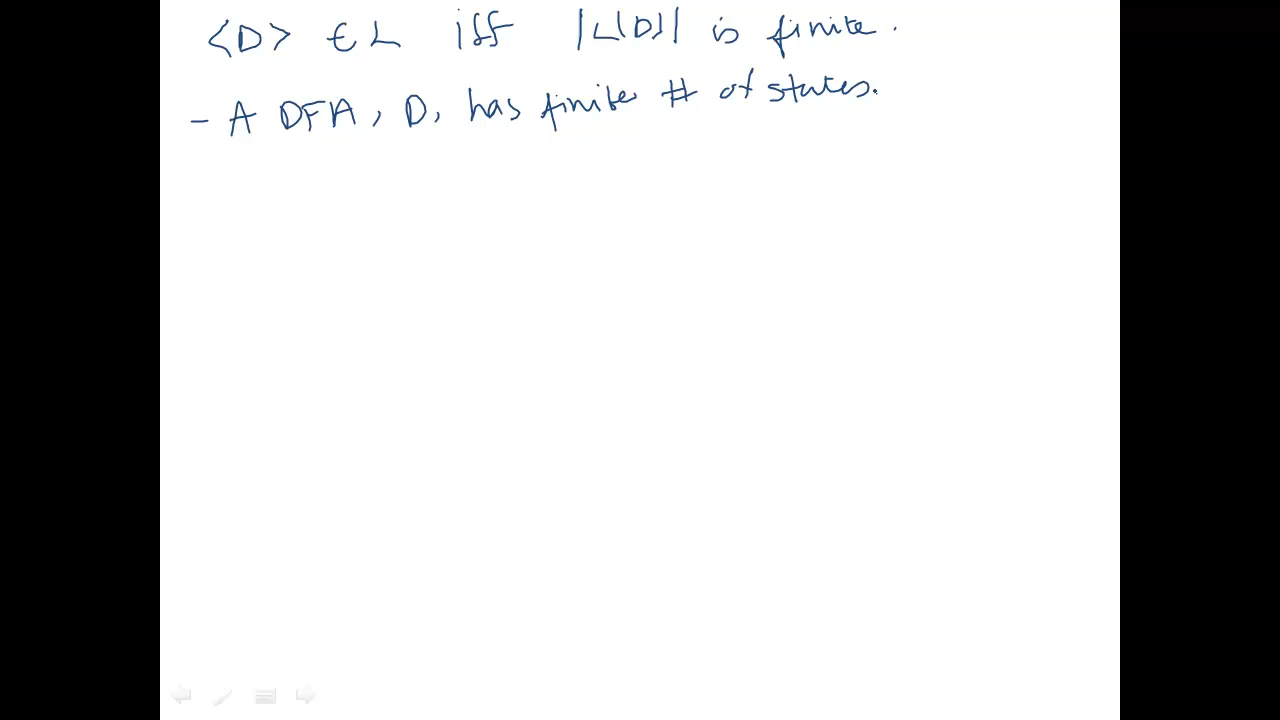 <D> ∈ L iff |L(D)| is finite.
- A DFA, D, has finite # of states.